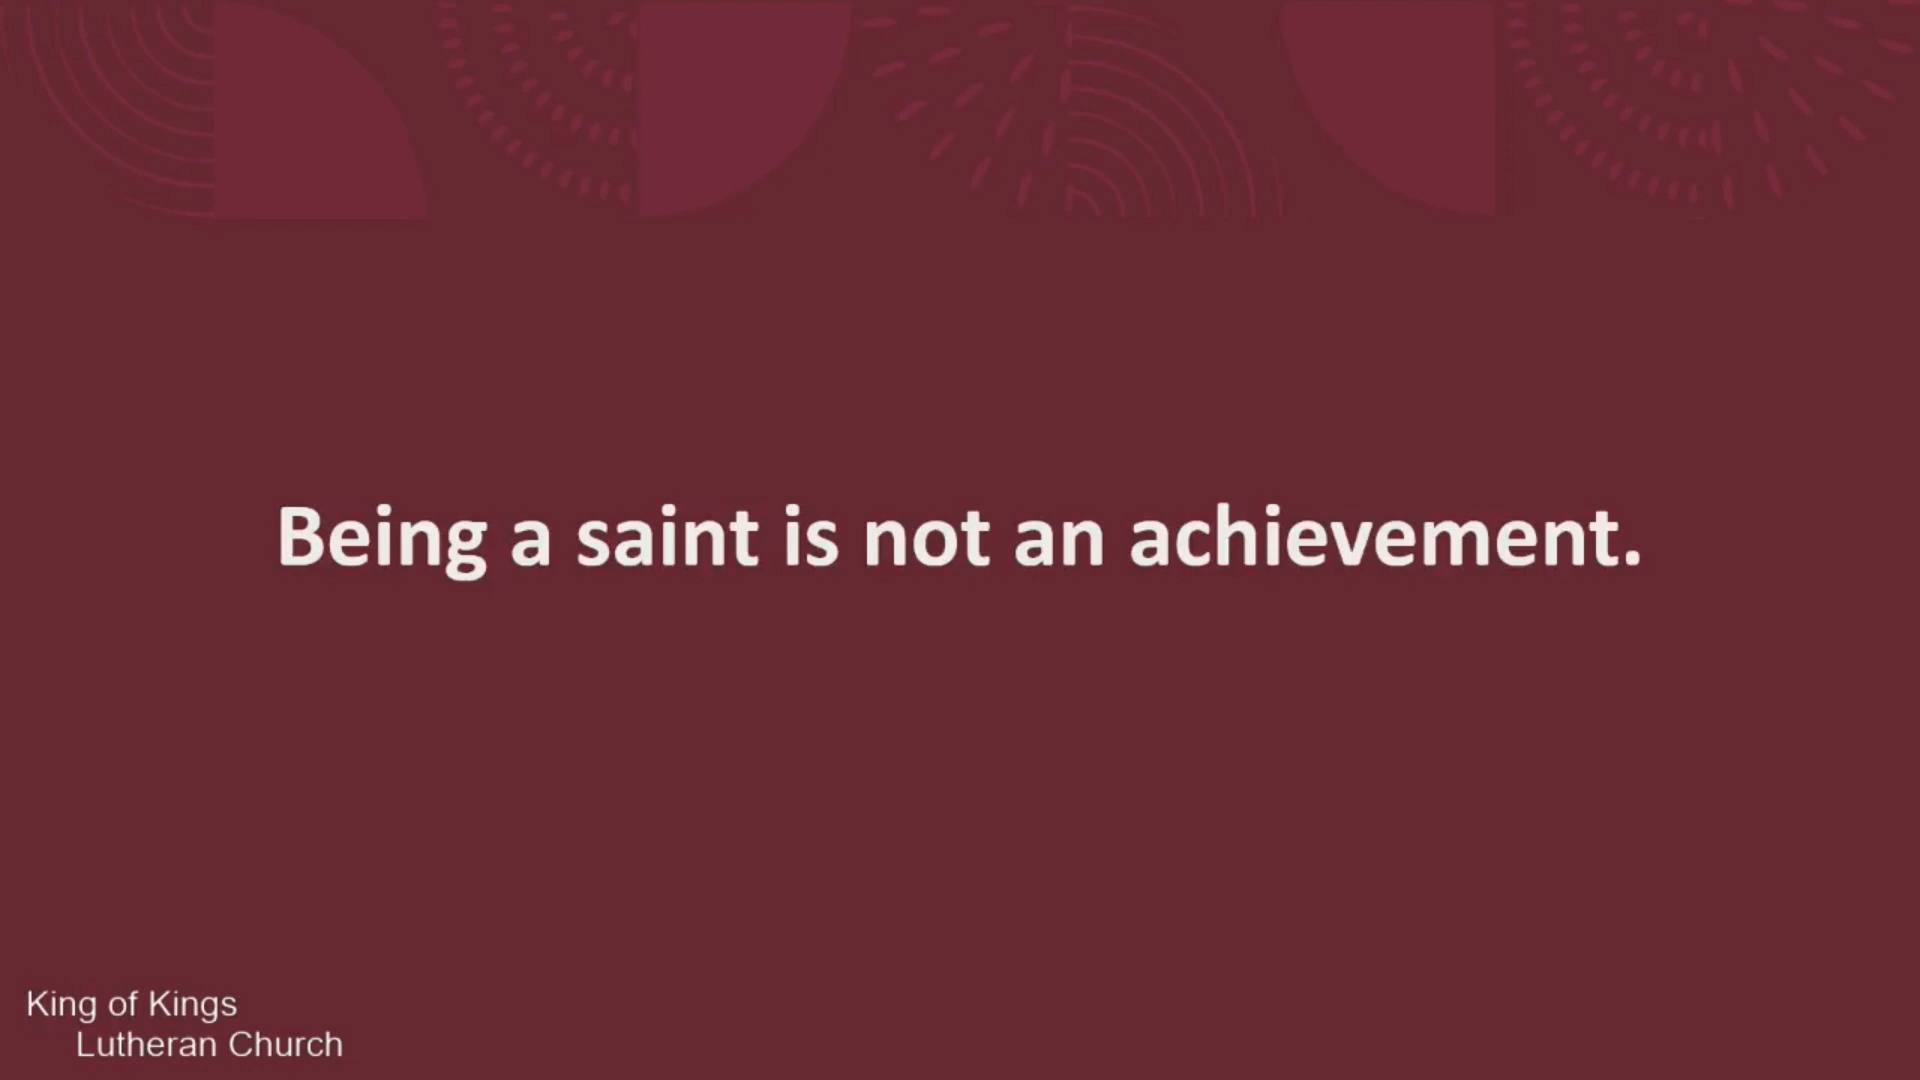 Being a saint is not an achievement.
King of Kings
Lutheran Church